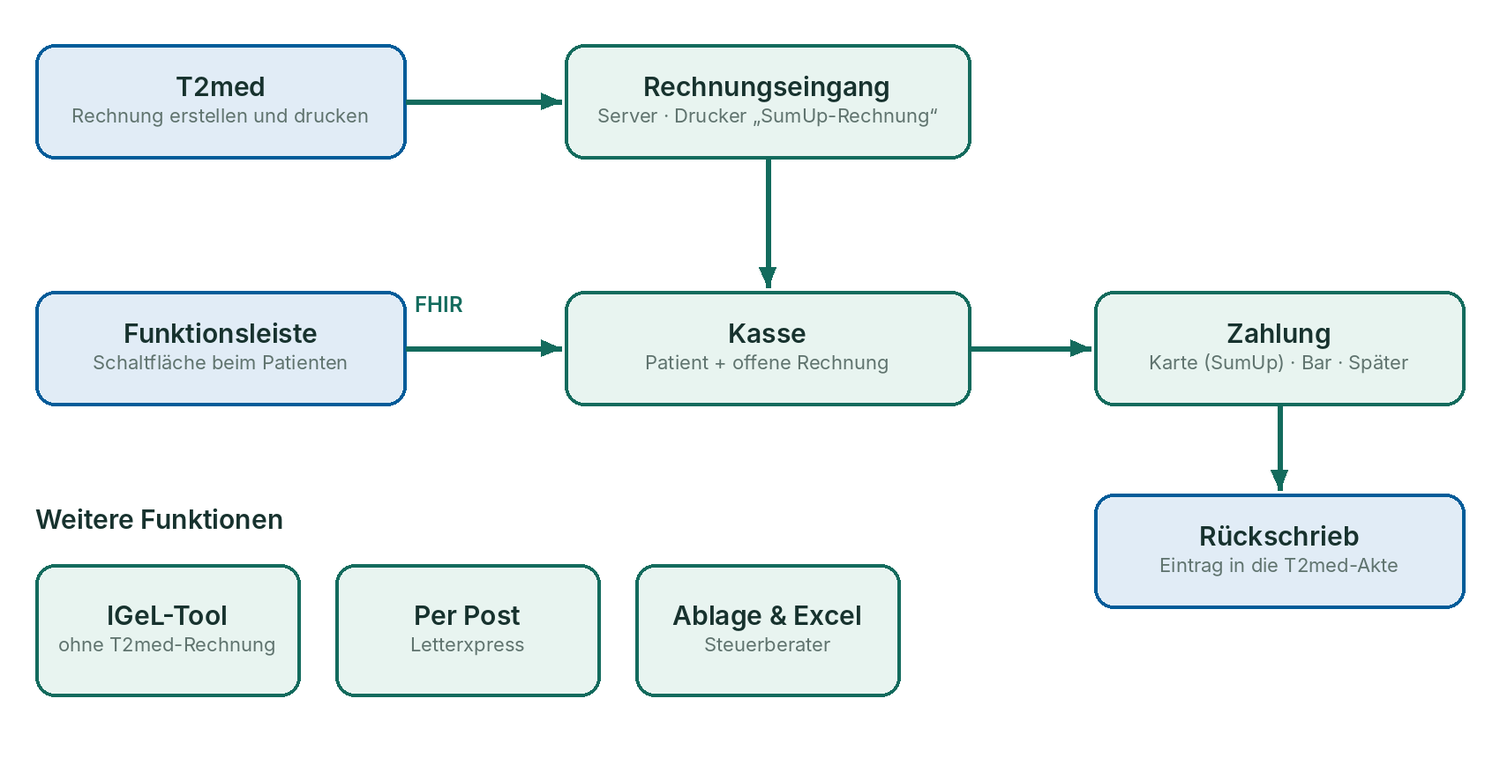 T2med
Rechnung erstellen und drucken
Rechnungseingang
Server · Drucker „SumUp-Rechnung“
Funktionsleiste
Schaltfläche beim Patienten
FHIR
Kasse
Patient + offene Rechnung
Zahlung
Karte (SumUp) · Bar · Später
Rückschrieb
Eintrag in die T2med-Akte
Weitere Funktionen
IGeL-Tool
ohne T2med-Rechnung
Per Post
Letterxpress
Ablage & Excel
Steuerberater